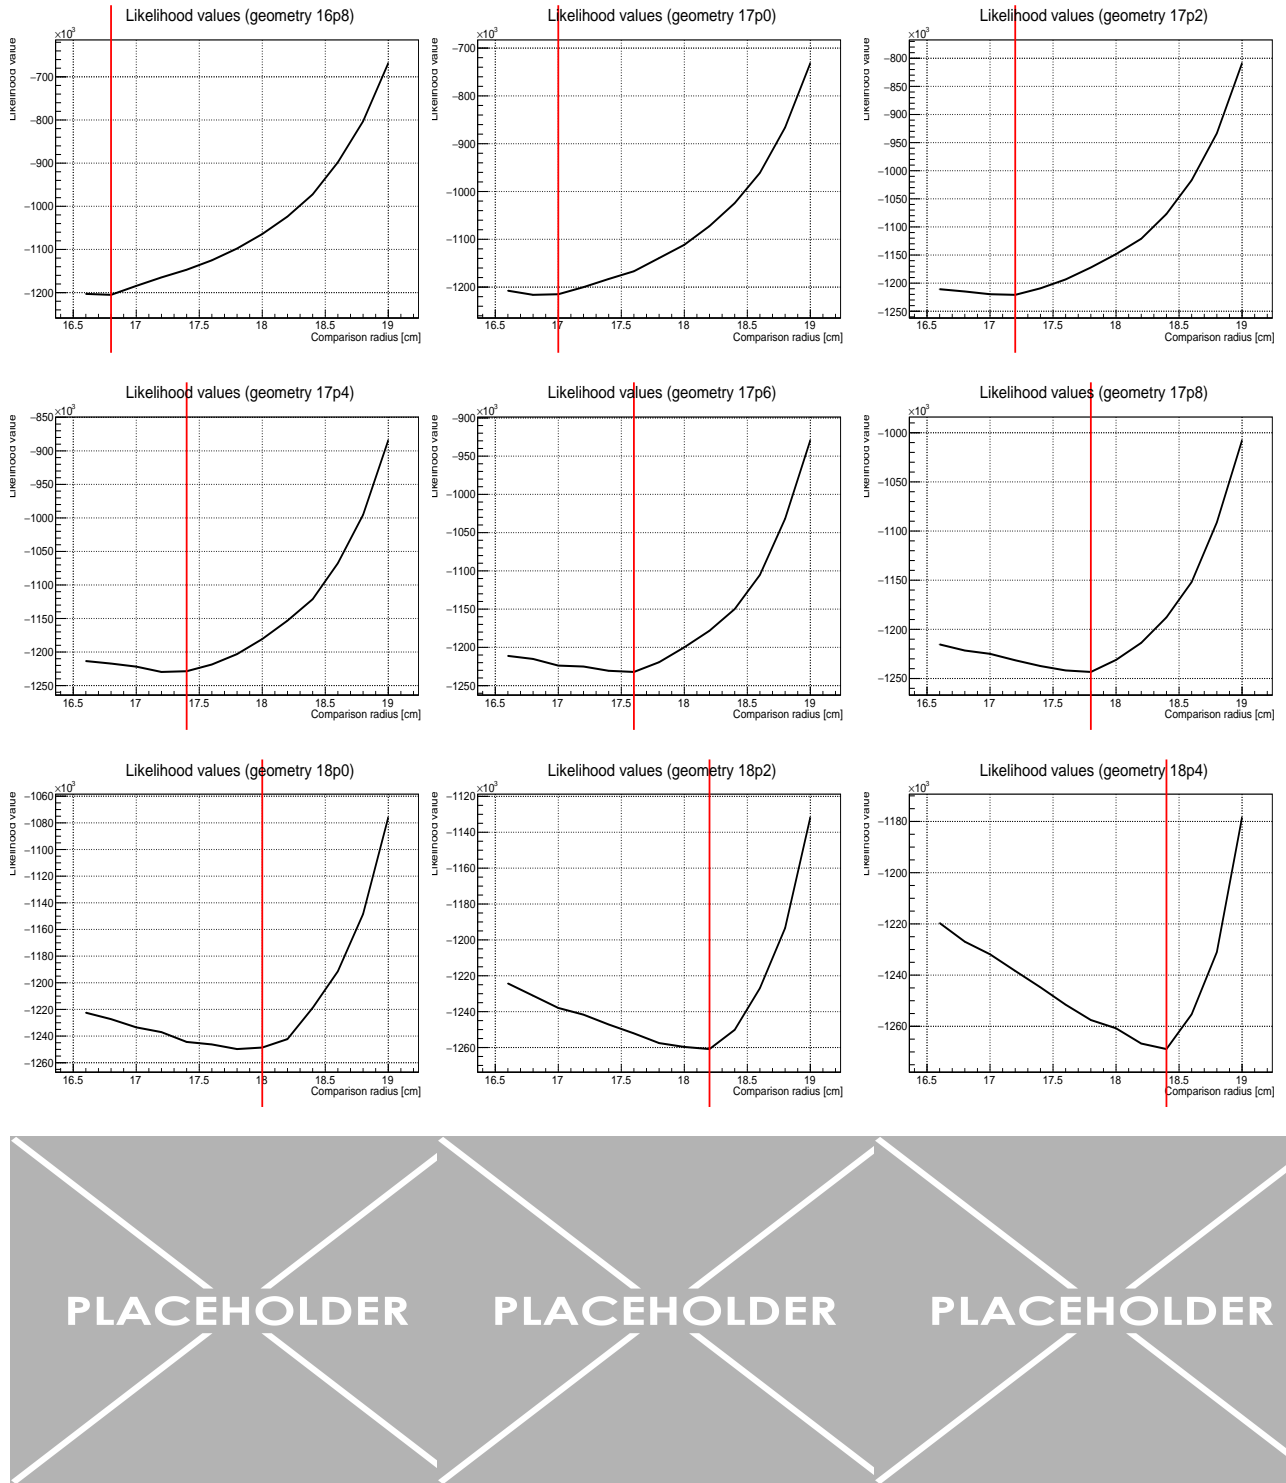 Likelihood values (geometry 16p8)
Likelihood value
×10³
−700
−800
−900
−1000
−1100
−1200
16.5 17 17.5 18 18.5 19
Comparison radius [cm]
Likelihood values (geometry 17p0)
Likelihood value
×10³
−700
−800
−900
−1000
−1100
−1200
16.5 17 17.5 18 18.5 19
Comparison radius [cm]
Likelihood values (geometry 17p2)
Likelihood value
×10³
−800
−850
−900
−950
−1000
−1050
−1100
−1150
−1200
−1250
16.5 17 17.5 18 18.5 19
Comparison radius [cm]
Likelihood values (geometry 17p4)
Likelihood value
×10³
−850
−900
−950
−1000
−1050
−1100
−1150
−1200
−1250
16.5 17 17.5 18 18.5 19
Comparison radius [cm]
Likelihood values (geometry 17p6)
Likelihood value
×10³
−900
−950
−1000
−1050
−1100
−1150
−1200
−1250
16.5 17 17.5 18 18.5 19
Comparison radius [cm]
Likelihood values (geometry 17p8)
Likelihood value
×10³
−1000
−1050
−1100
−1150
−1200
−1250
16.5 17 17.5 18 18.5 19
Comparison radius [cm]
Likelihood values (geometry 18p0)
Likelihood value
×10³
−1060
−1080
−1100
−1120
−1140
−1160
−1180
−1200
−1220
−1240
−1260
16.5 17 17.5 18 18.5 19
Comparison radius [cm]
Likelihood values (geometry 18p2)
Likelihood value
×10³
−1120
−1140
−1160
−1180
−1200
−1220
−1240
−1260
16.5 17 17.5 18 18.5 19
Comparison radius [cm]
Likelihood values (geometry 18p4)
Likelihood value
×10³
−1180
−1200
−1220
−1240
−1260
16.5 17 17.5 18 18.5 19
Comparison radius [cm]
PLACEHOLDER
PLACEHOLDER
PLACEHOLDER